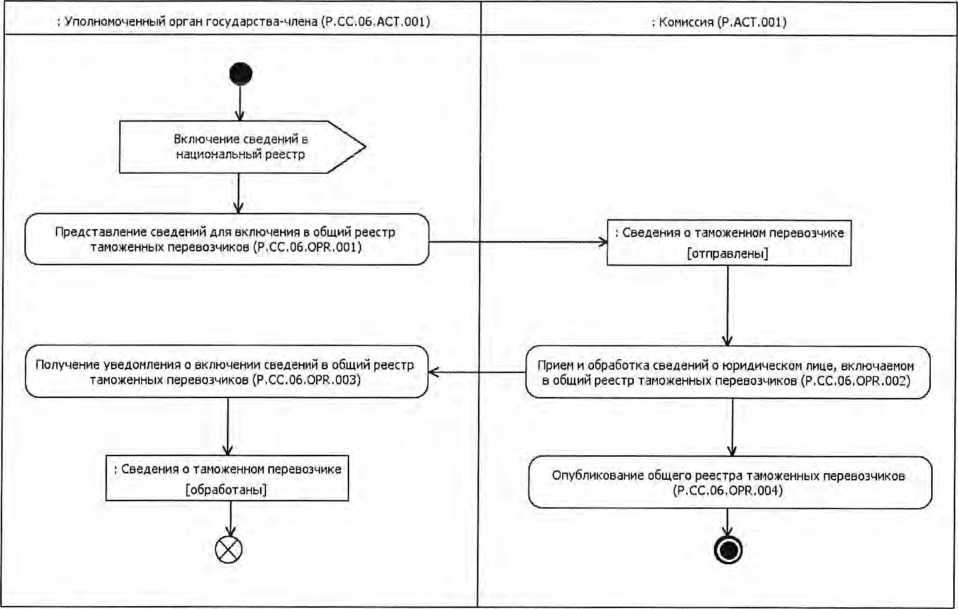 : Уполномоченный орган государства-члена (P.CC.06.ACT.001)
: Комиссия (P.ACT.001)
Включение сведений в
национальный реестр
Представление сведений для включения в общий реестр
таможенных перевозчиков (P.CC.06.OPR.001)
: Сведения о таможенном перевозчике
[отправлены]
Прием и обработка сведений о юридическом лице, включаемом
в общий реестр таможенных перевозчиков (P.CC.06.OPR.002)
Получение уведомления о включении сведений в общий реестр
таможенных перевозчиков (P.CC.06.OPR.003)
: Сведения о таможенном перевозчике
[обработаны]
Опубликование общего реестра таможенных перевозчиков
(P.CC.06.OPR.004)